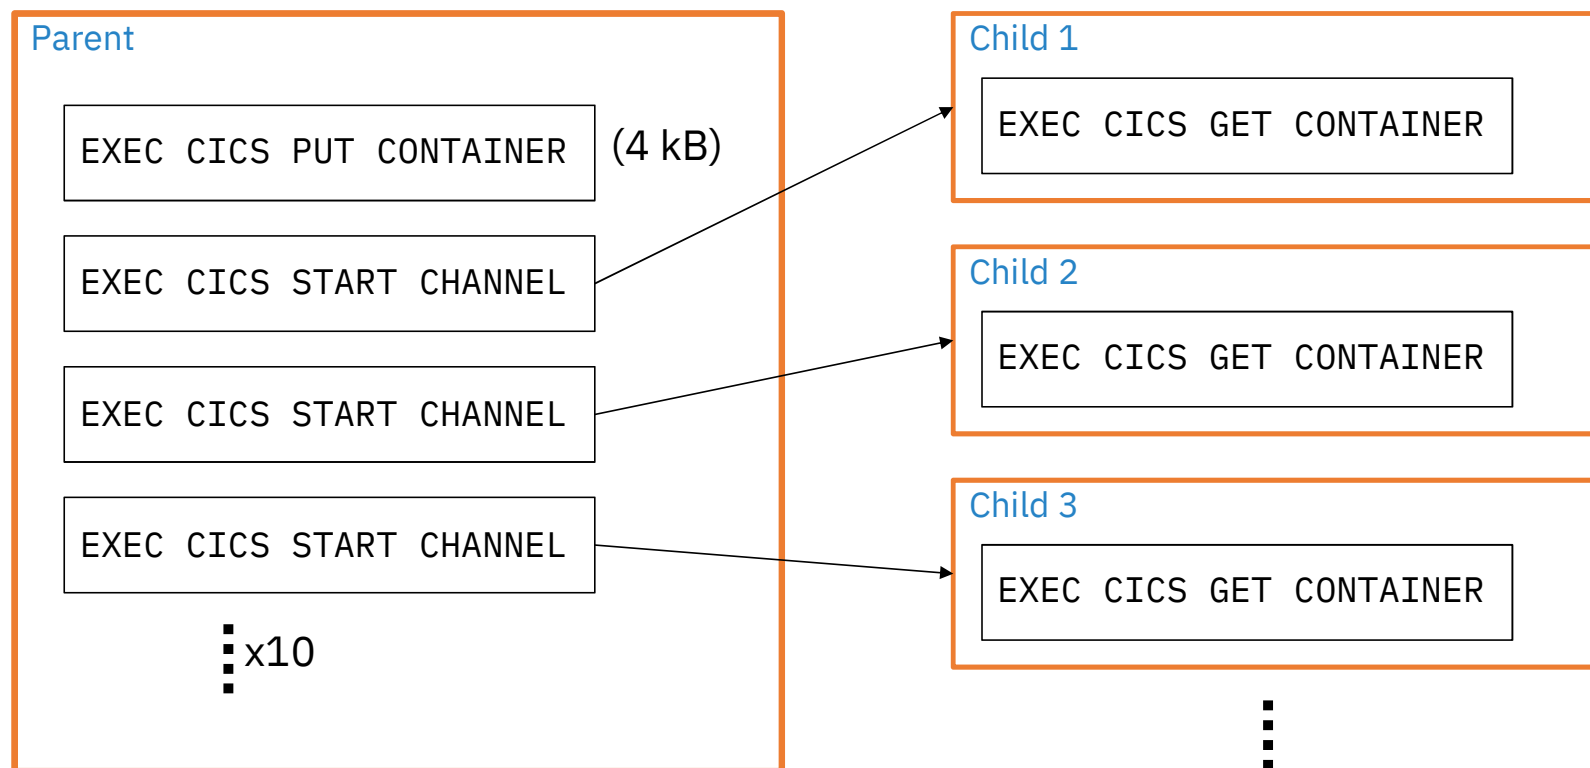 Parent
EXEC CICS PUT CONTAINER (4 kB)
EXEC CICS START CHANNEL
EXEC CICS START CHANNEL
EXEC CICS START CHANNEL
x10
Child 1
EXEC CICS GET CONTAINER
Child 2
EXEC CICS GET CONTAINER
Child 3
EXEC CICS GET CONTAINER